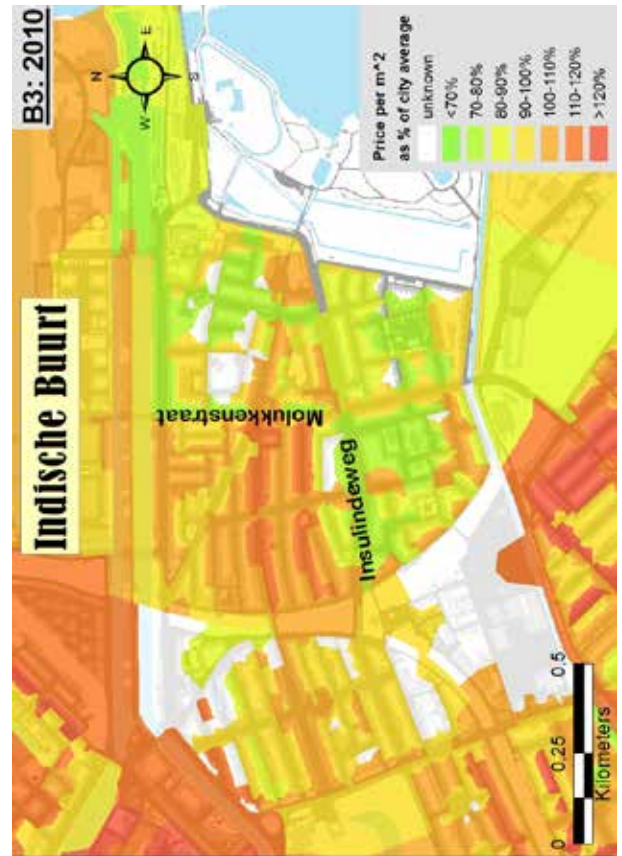 B3: 2010
Indische Buurt
N
E
S
W
Molukkenstraat
Insulindeweg
Price per m^2
as % of city average
unknown
<70%
70-80%
80-90%
90-100%
100-110%
110-120%
>120%
0
0.25
0.5
Kilometers